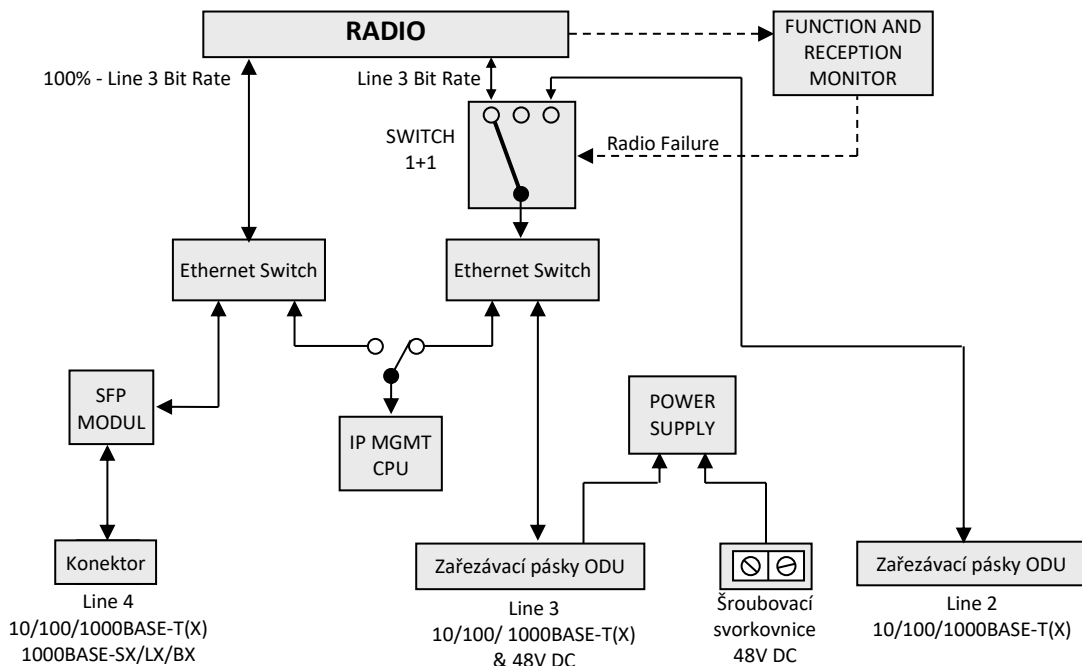 RADIO
FUNCTION AND
RECEPTION
MONITOR
100% - Line 3 Bit Rate
Line 3 Bit Rate
SWITCH
1+1
Radio Failure
Ethernet Switch
Ethernet Switch
SFP
MODUL
IP MGMT
CPU
POWER
SUPPLY
Konektor
Line 4
10/100/1000BASE-T(X)
1000BASE-SX/LX/BX
Zařezávací pásky ODU
Line 3
10/100/ 1000BASE-T(X)
& 48V DC
Šroubovací
svorkovnice
48V DC
Zařezávací pásky ODU
Line 2
10/100/1000BASE-T(X)